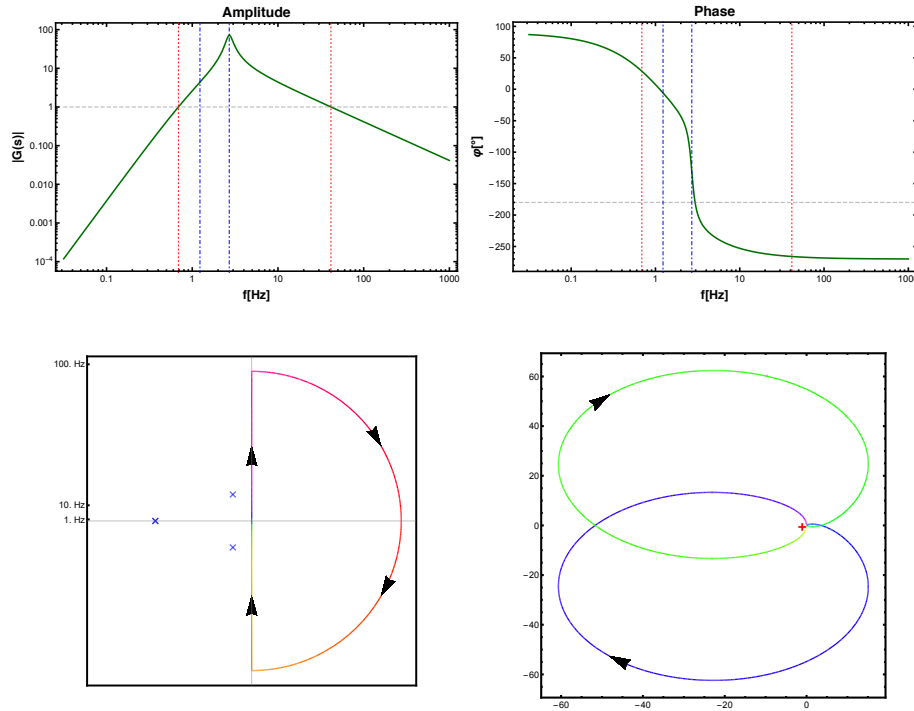 Amplitude
100
10
1
0.100
0.010
0.001
10⁻⁴
|G(s)|
0.1 1 10 100 1000
f[Hz]
Phase
100
50
0
−50
−100
−150
−200
−250
φ[°]
0.1 1 10 100 1000
f[Hz]
100. Hz
10. Hz
1. Hz
60
40
20
0
−20
−40
−60
−60 −40 −20 0